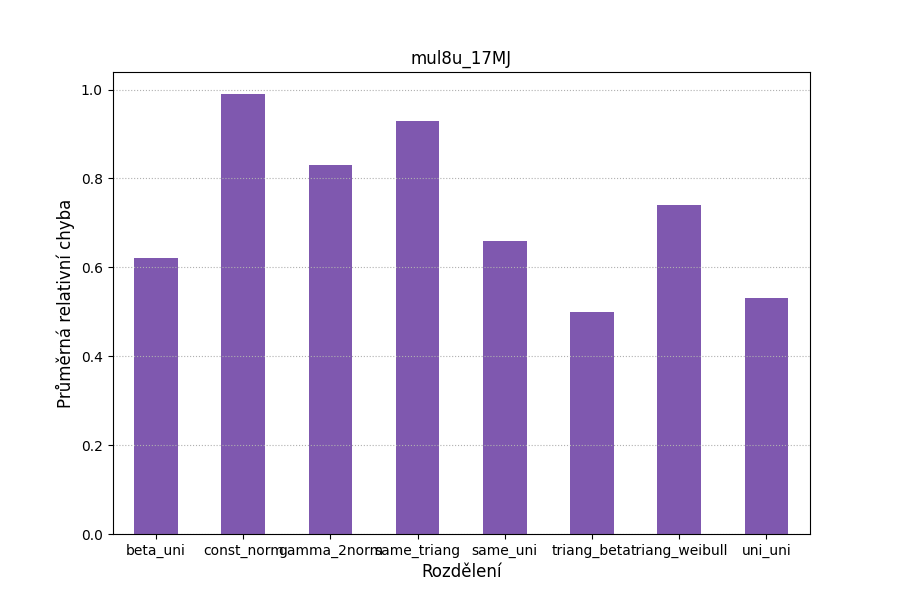 mul8u_17MJ
Průměrná relativní chyba
1.0
0.8
0.6
0.4
0.2
0.0
beta_uni const_norm gamma_2norm same_triang same_uni triang_beta triang_weibull uni_uni
Rozdělení